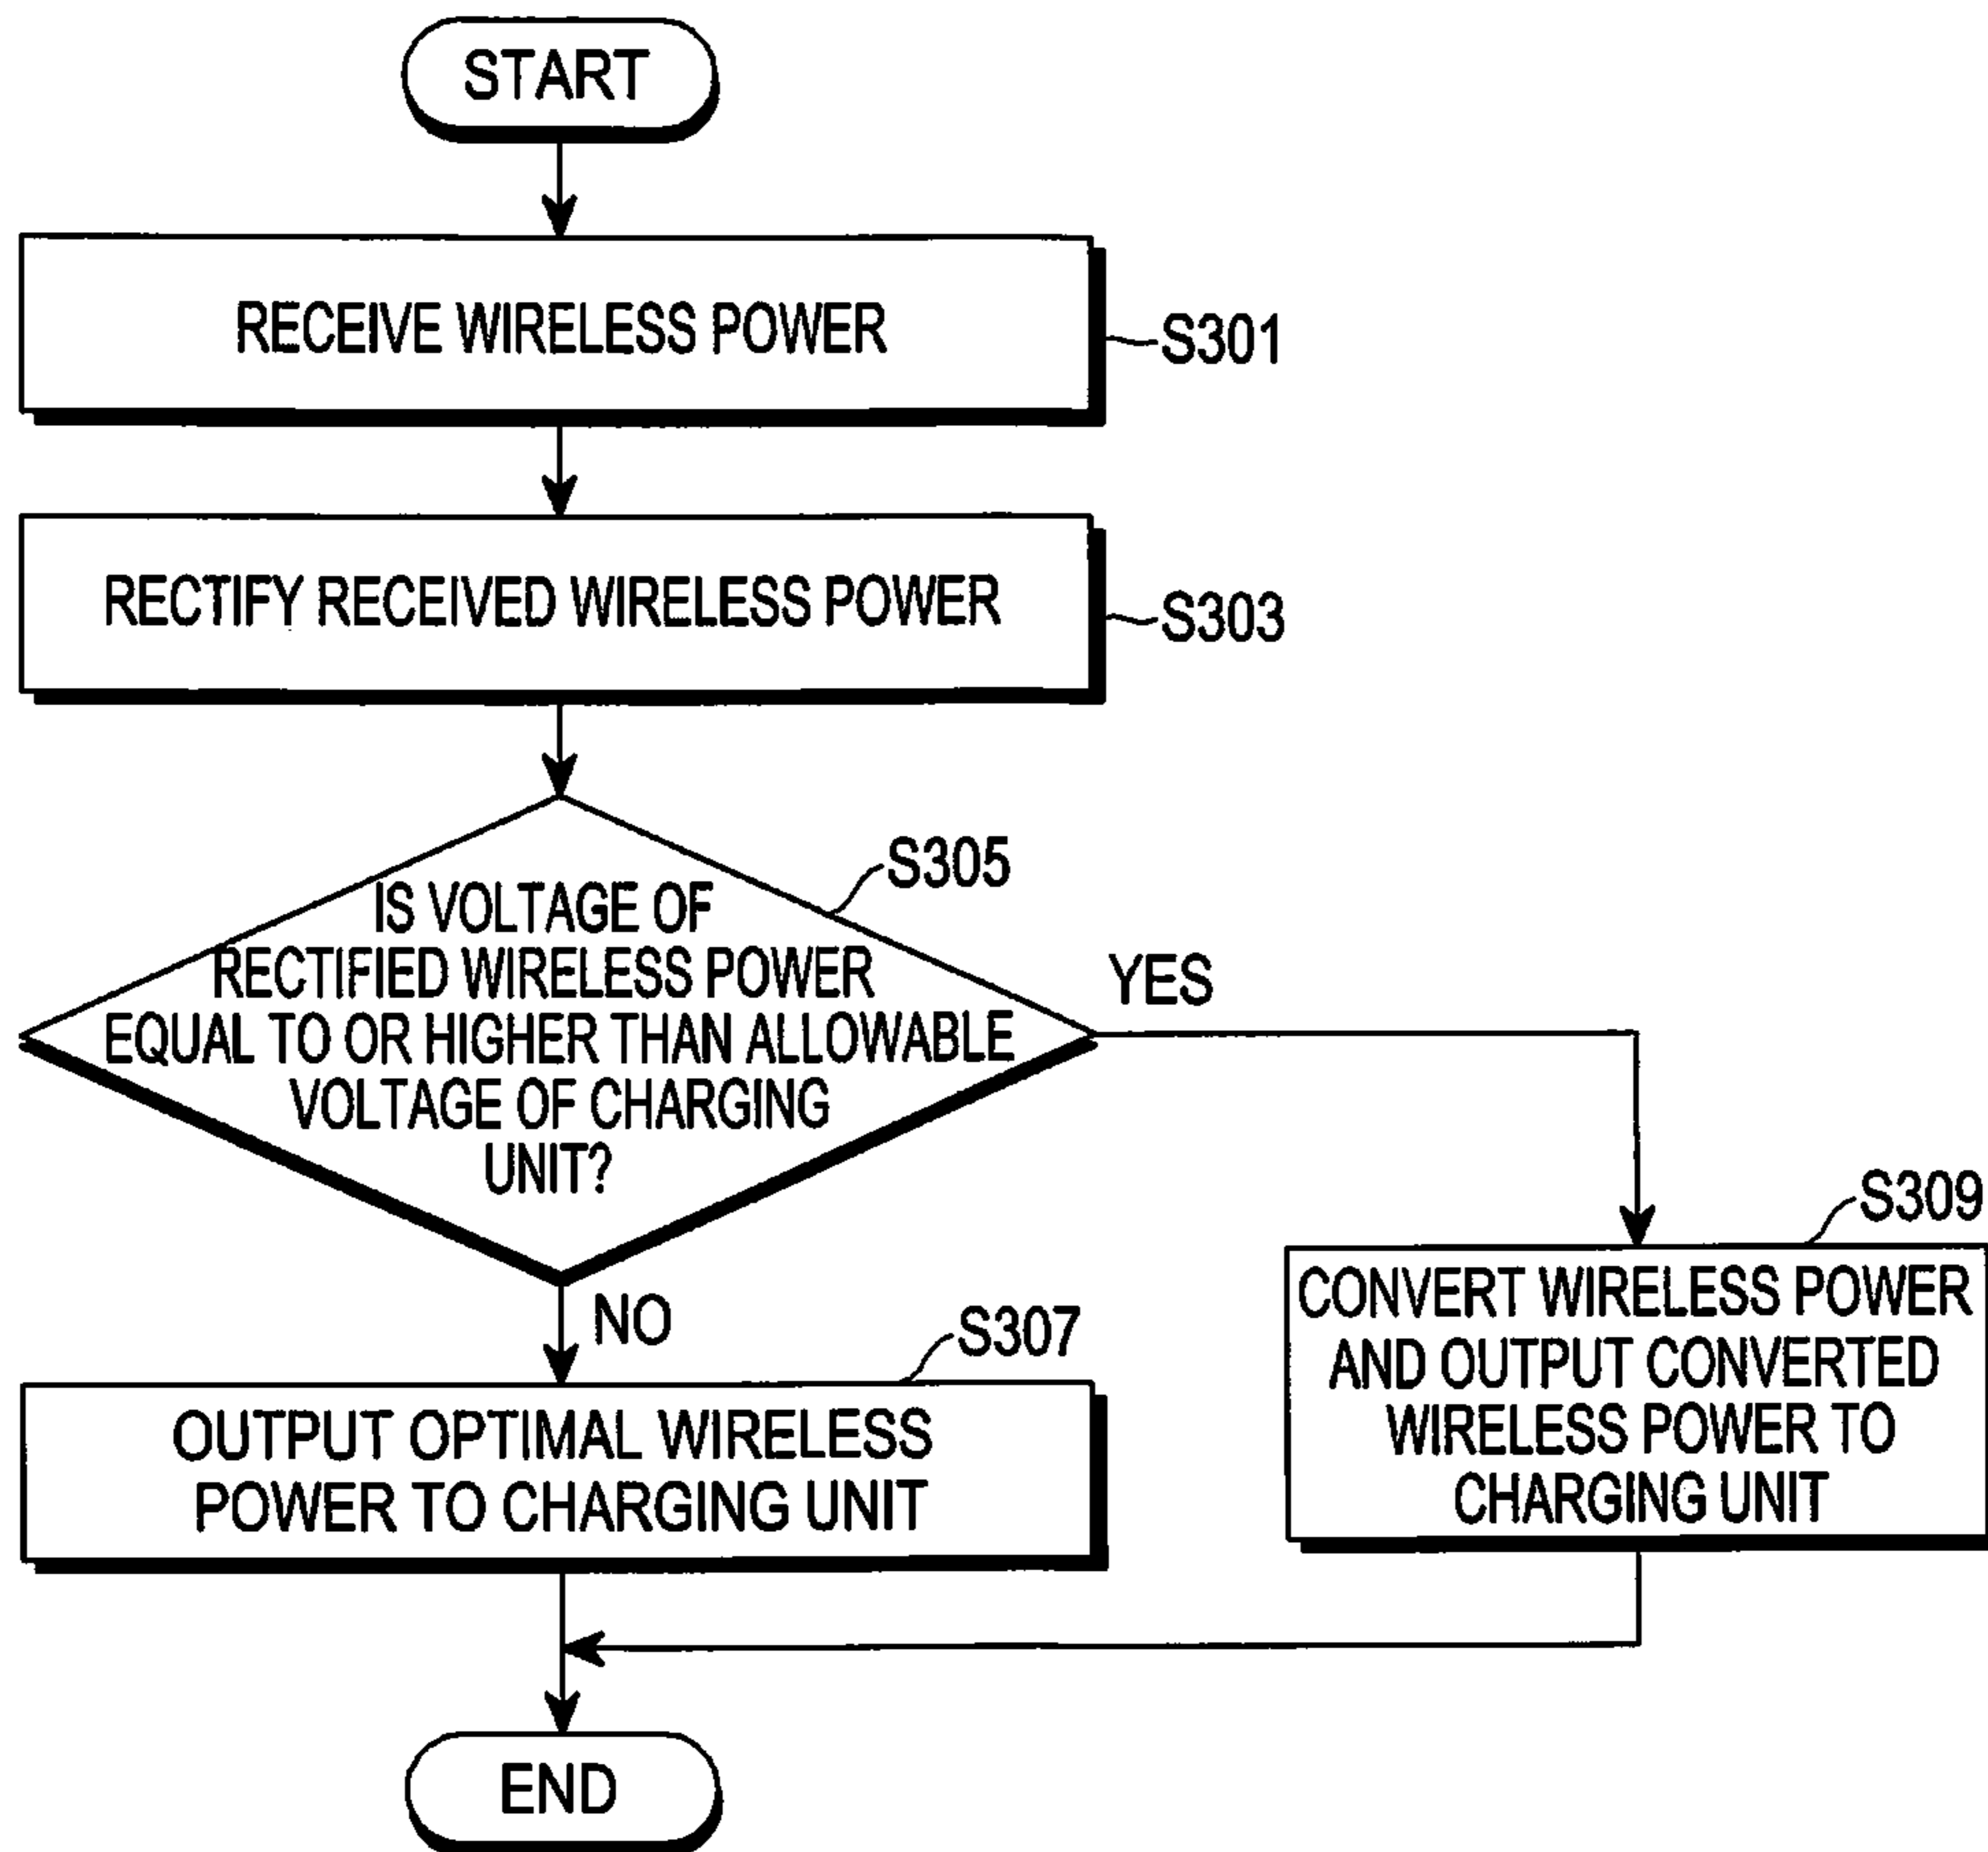 START
RECEIVE WIRELESS POWER
S301
RECTIFY RECEIVED WIRELESS POWER
S303
S305
IS VOLTAGE OF
RECTIFIED WIRELESS POWER
EQUAL TO OR HIGHER THAN ALLOWABLE
VOLTAGE OF CHARGING
UNIT?
YES
NO
S307
OUTPUT OPTIMAL WIRELESS
POWER TO CHARGING UNIT
S309
CONVERT WIRELESS POWER
AND OUTPUT CONVERTED
WIRELESS POWER TO
CHARGING UNIT
END